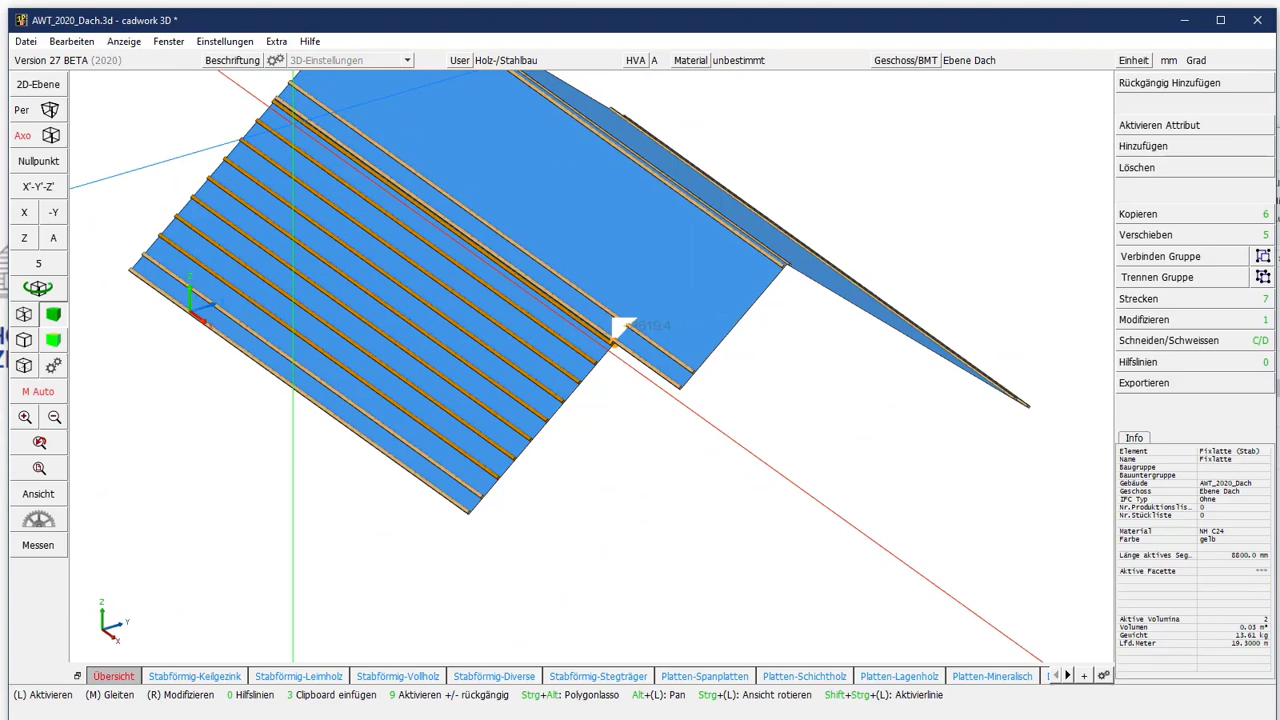 AWT_2020_Dach.3d - cadwork 3D *
Datei Bearbeiten Anzeige Fenster Einstellungen Extra Hilfe
Version 27 BETA (2020) Beschriftung 3D-Einstellungen User Holz-/Stahlbau HVA A Material unbestimmt Geschoss/BMT Ebene Dach Einheit mm Grad
2D-Ebene
Per
Axo
Nullpunkt
X'-Y'-Z'
X -Y
Z A
5
M Auto
Ansicht
Messen
Z
Y
X
Rückgängig Hinzufügen
Aktivieren Attribut
Hinzufügen
Löschen
Kopieren 6
Verschieben 5
Verbinden Gruppe
Trennen Gruppe
Strecken 7
Modifizieren 1
Schneiden/Schweissen C/D
Hilfslinien 0
Exportieren
Info
Element Fixlatte (Stab)
Name Fixlatte
Baugruppe
Bauuntergruppe
Gebäude AWT_2020_Dach
Geschoss Ebene Dach
IFC Typ Ohne
Nr.Produktionslis.. 0
Nr.Stückliste 0
Material NH C24
Farbe gelb
Länge aktives Seg… 8800.0 mm
Aktive Facette ***
Aktive Volumina 2
Volumen 0.03 m³
Gewicht 13.61 kg
Lfd.Meter 19.3000 m
Übersicht Stabförmig-Keilgezink Stabförmig-Leimholz Stabförmig-Vollholz Stabförmig-Diverse Stabförmig-Stegträger Platten-Spanplatten Platten-Schichtholz Platten-Lagenholz Platten-Mineralisch
(L) Aktivieren (M) Gleiten (R) Modifizieren 0 Hilfslinien 3 Clipboard einfügen 9 Aktivieren +/- rückgängig Strg+Alt: Polygonlasso Alt+(L): Pan Strg+(L): Ansicht rotieren Shift+Strg+(L): Aktivierlinie